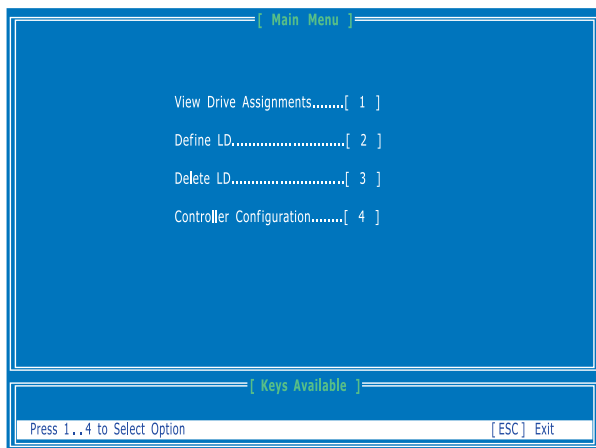 [ Main Menu ]
View Drive Assignments........[ 1 ]
Define LD...........................[ 2 ]
Delete LD...........................[ 3 ]
Controller Configuration........[ 4 ]
[ Keys Available ]
Press 1..4 to Select Option [ESC] Exit